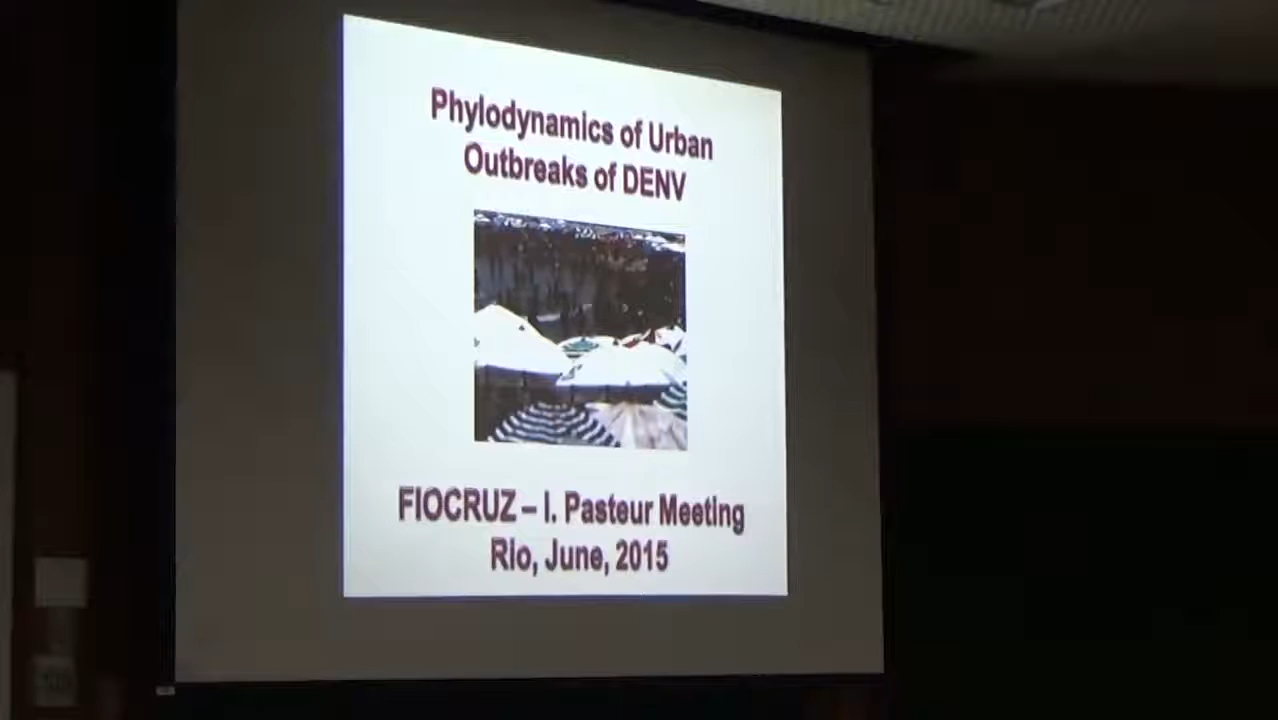 Phylodynamics of Urban
Outbreaks of DENV
FIOCRUZ – I. Pasteur Meeting
Rio, June, 2015